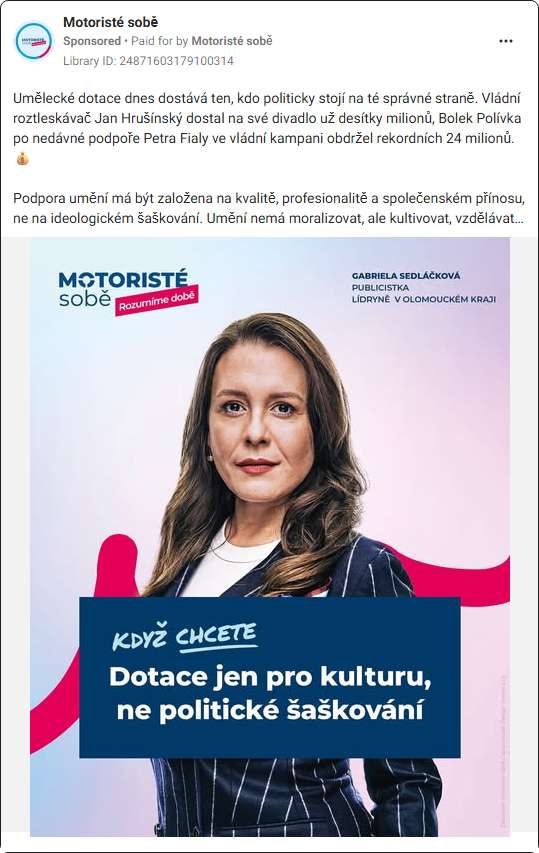 Motoristé sobě
Sponsored • Paid for by Motoristé sobě
Library ID: 24871603179100314
Umělecké dotace dnes dostává ten, kdo politicky stojí na té správné straně. Vládní
roztleskávač Jan Hrušínský dostal na své divadlo už desítky milionů, Bolek Polívka
po nedávné podpoře Petra Fialy ve vládní kampani obdržel rekordních 24 milionů.
💰
Podpora umění má být založena na kvalitě, profesionalitě a společenském přínosu,
ne na ideologickém šaškování. Umění nemá moralizovat, ale kultivovat, vzdělávat…
MOTORISTÉ
sobě
Rozumíme době
GABRIELA SEDLÁČKOVÁ
PUBLICISTKA
LÍDRYNĚ V OLOMOUCKÉM KRAJI
KDYŽ CHCETE
Dotace jen pro kulturu,
ne politické šaškování